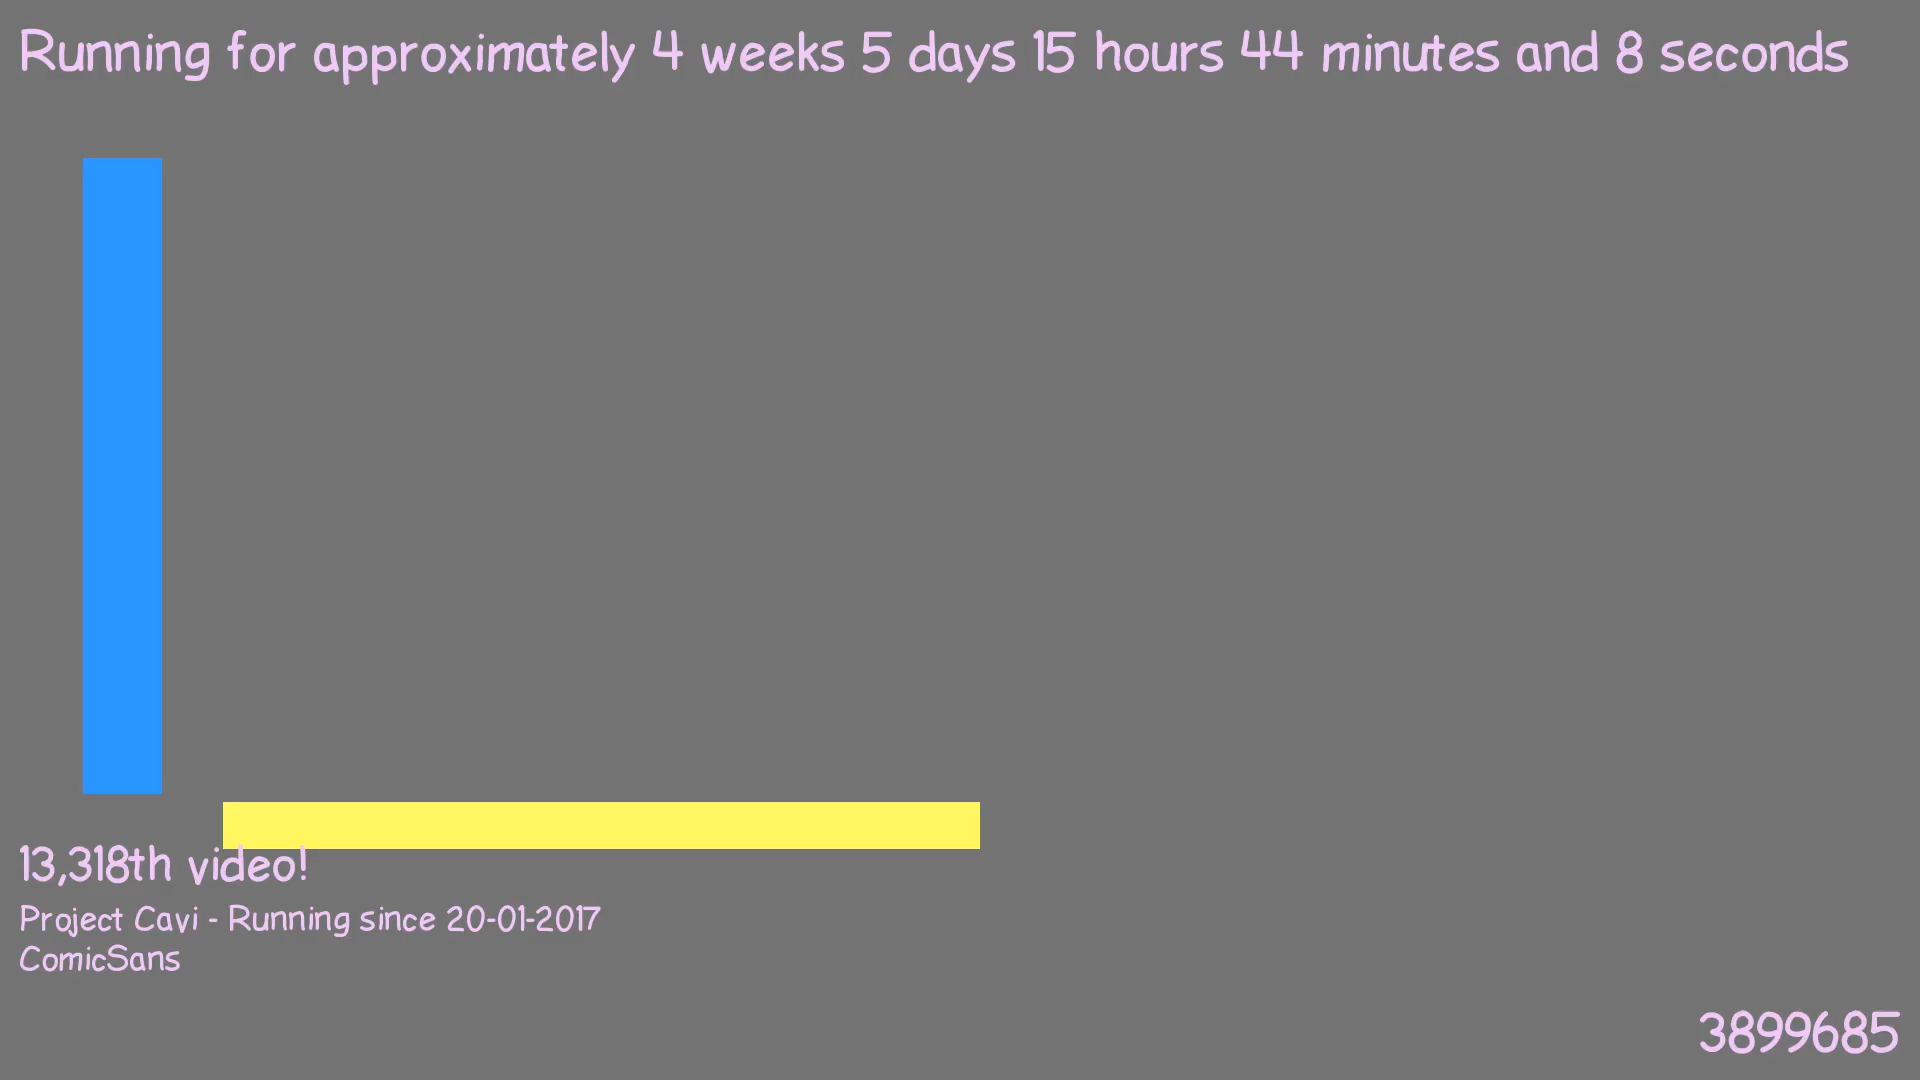 Running for approximately 4 weeks 5 days 15 hours 44 minutes and 8 seconds
13,318th video!
Project Cavi - Running since 20-01-2017
ComicSans
3899685